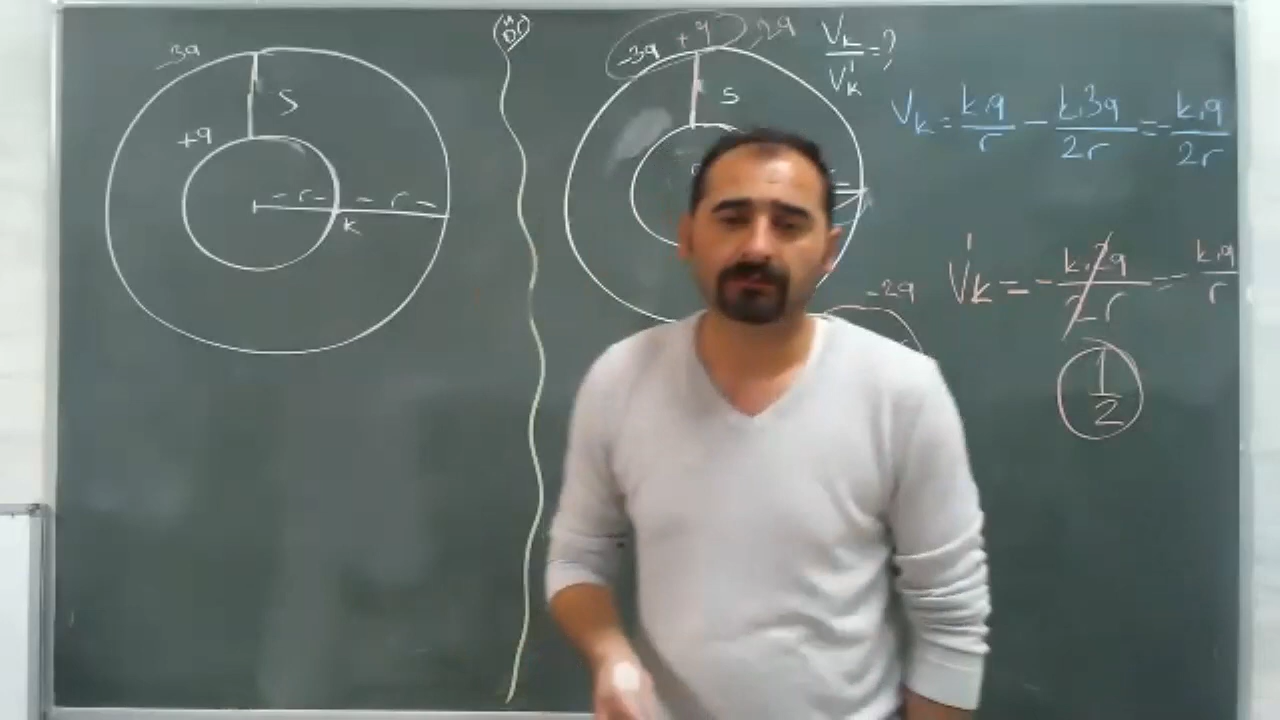 -3q
S
+q
- r - - r -
K
-3q +q
-2q
S
V_k / V'_k = ?
V_k = k.q/r - k.3q/2r = -k.q/2r
V'_k = - k.2q/2r = - k.q/r
-2q
1/2